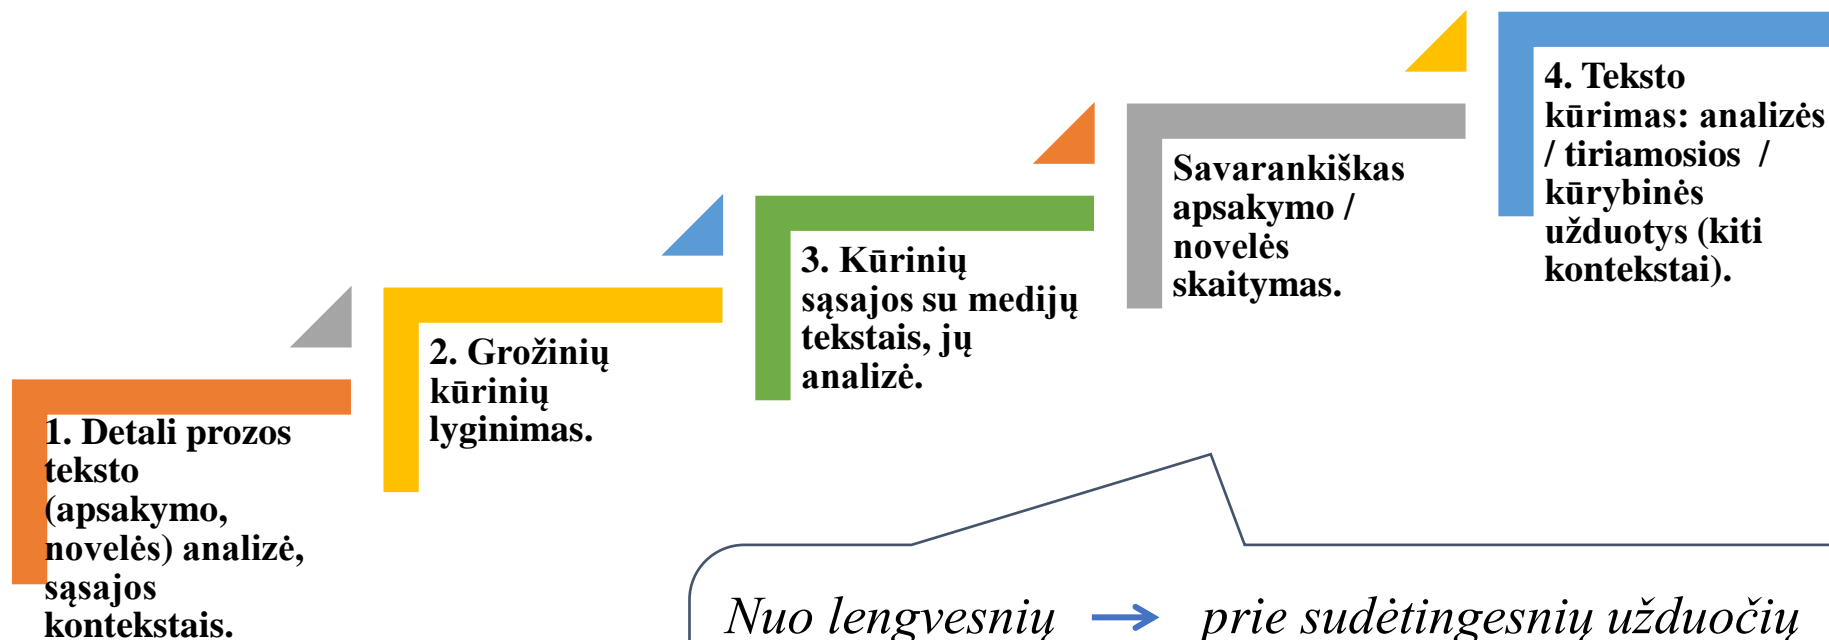 1. Detali prozos
teksto
(apsakymo,
novelės) analizė,
sąsajos
kontekstais.
2. Grožinių
kūrinių
lyginimas.
3. Kūrinių
sąsajos su medijų
tekstais, jų
analizė.
Savarankiškas
apsakymo /
novelės
skaitymas.
4. Teksto
kūrimas: analizės
/ tiriamosios /
kūrybinės
užduotys (kiti
kontekstai).
Nuo lengvesnių → prie sudėtingesnių užduočių